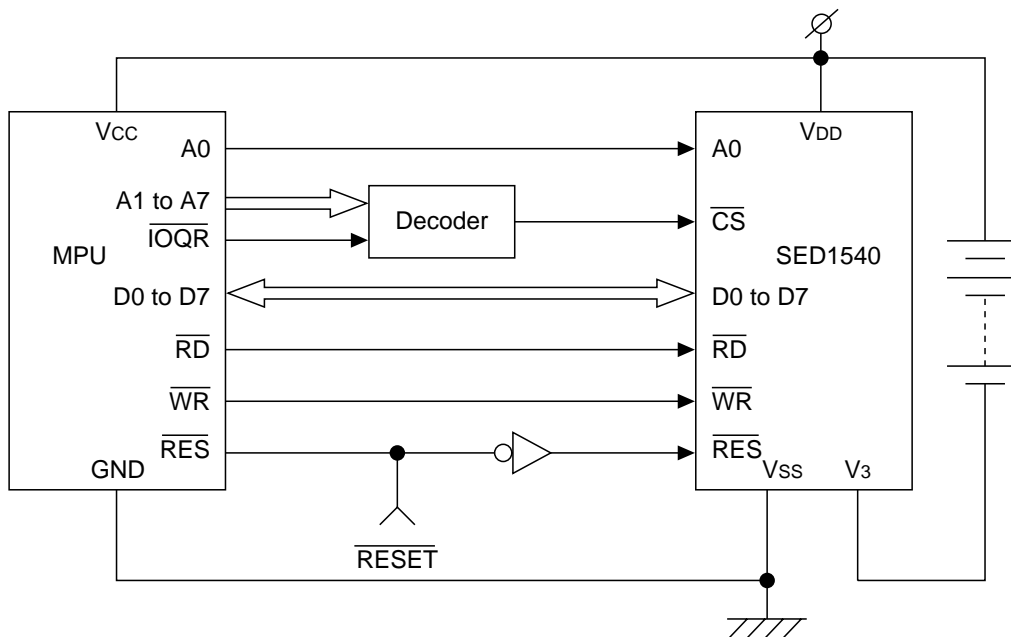 VCC
VDD
A0
A0
A1 to A7
Decoder
CS
IOQR
MPU
SED1540
D0 to D7
D0 to D7
RD
RD
WR
WR
RES
RES
GND
VSS
V3
RESET